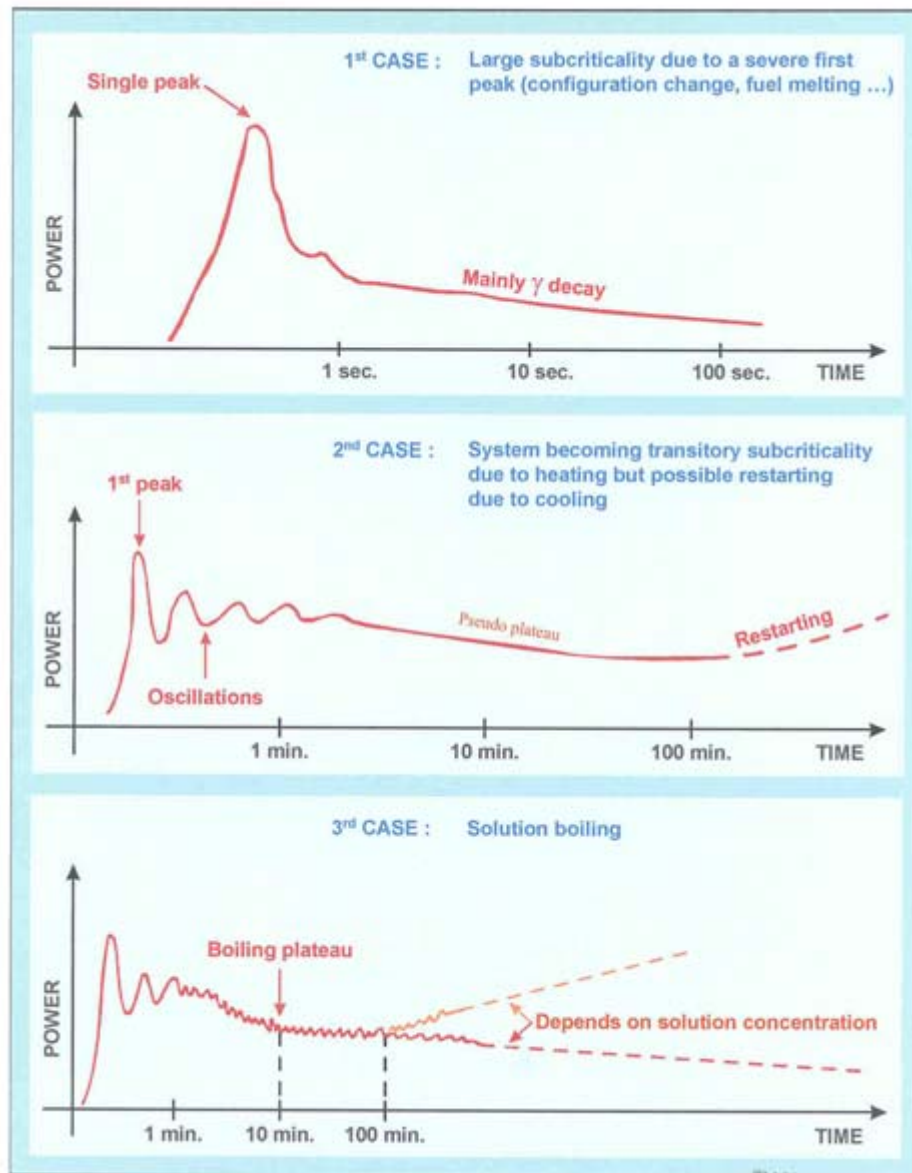 1st CASE : Large subcriticality due to a severe first
peak (configuration change, fuel melting ...)
Single peak
POWER
Mainly γ decay
1 sec. 10 sec. 100 sec. TIME
2nd CASE : System becoming transitory subcriticality
due to heating but possible restarting
due to cooling
1st peak
POWER
Pseudo plateau
Restarting
Oscillations
1 min. 10 min. 100 min. TIME
3rd CASE : Solution boiling
Boiling plateau
POWER
Depends on solution concentration
1 min. 10 min. 100 min. TIME